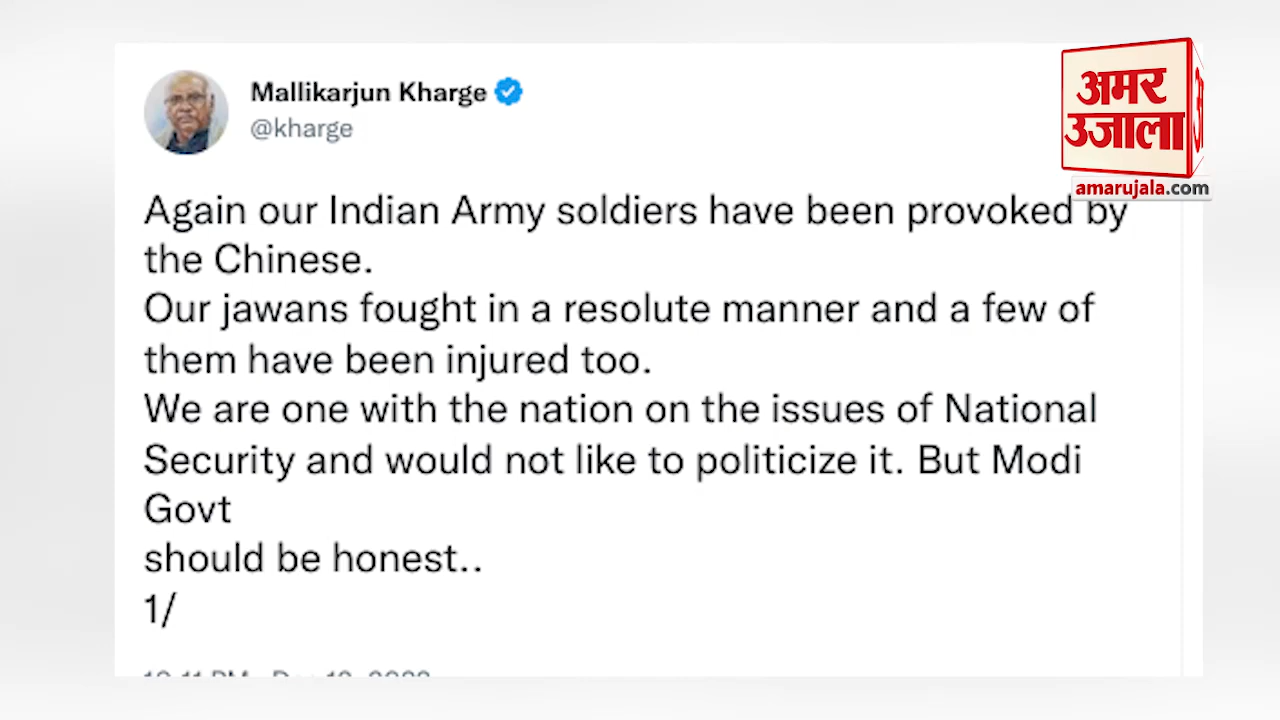 Mallikarjun Kharge
@kharge
अमर
उजाला
amarujala.com
Again our Indian Army soldiers have been provoked by
the Chinese.
Our jawans fought in a resolute manner and a few of
them have been injured too.
We are one with the nation on the issues of National
Security and would not like to politicize it. But Modi
Govt
should be honest..
1/